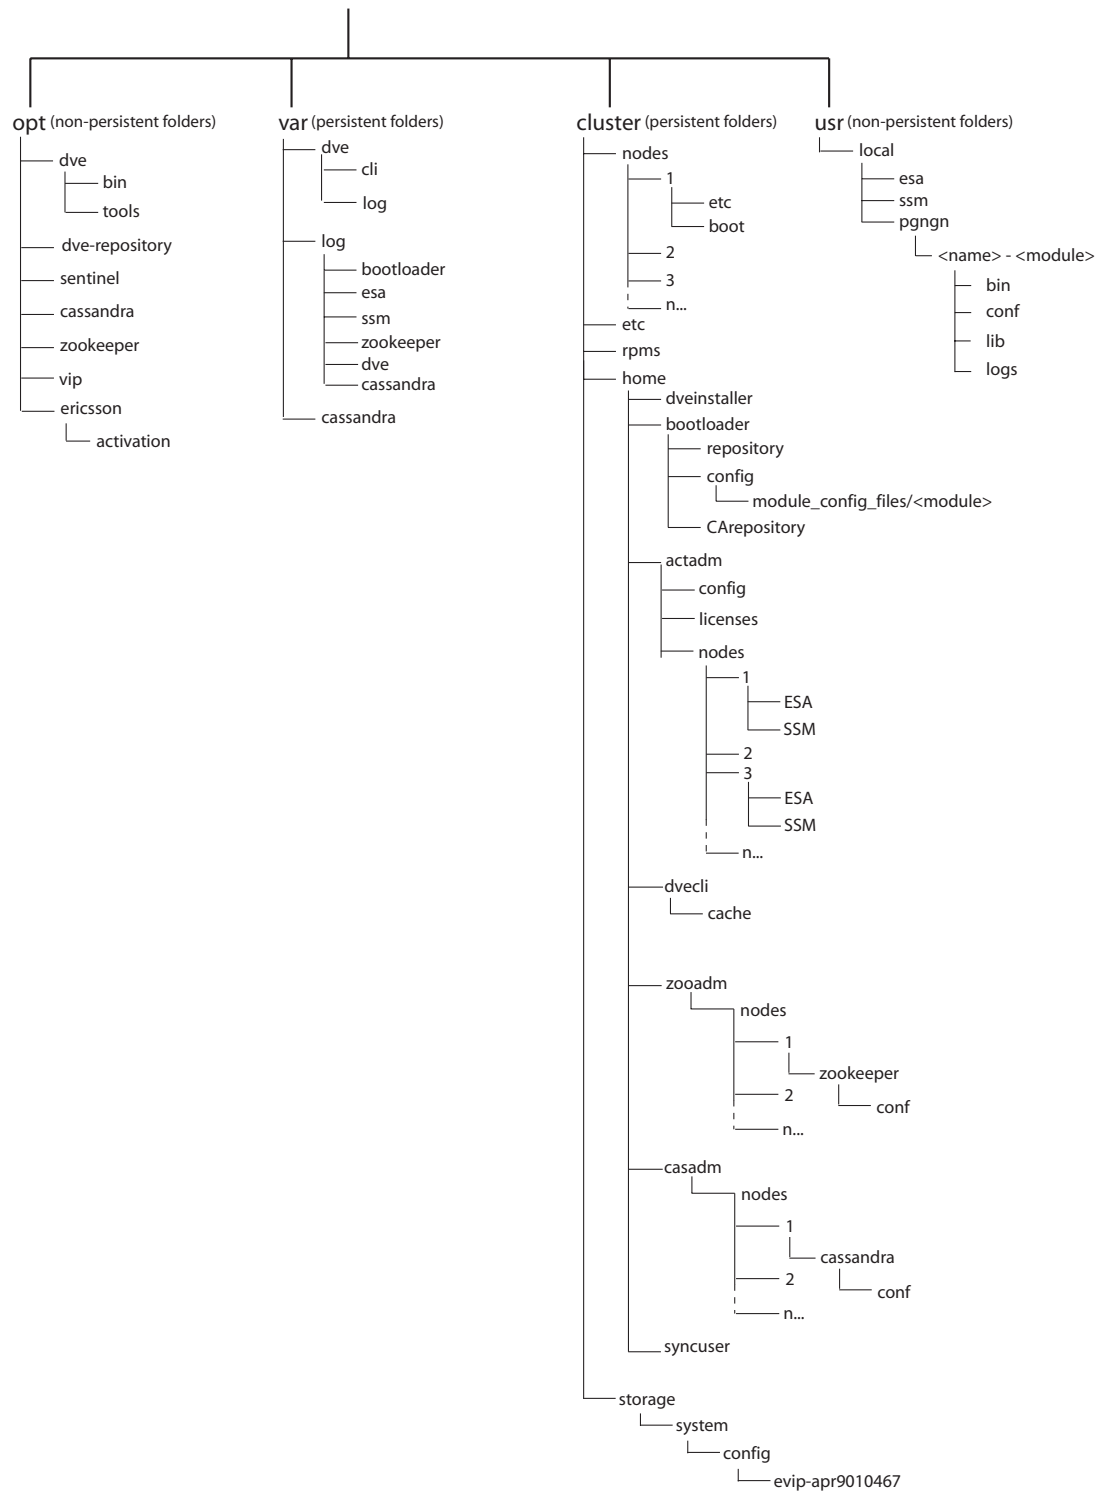 opt (non-persistent folders)
dve
bin
tools
dve-repository
sentinel
cassandra
zookeeper
vip
ericsson
activation
var (persistent folders)
dve
cli
log
log
bootloader
esa
ssm
zookeeper
dve
cassandra
cassandra
cluster (persistent folders)
nodes
1
etc
boot
2
3
n...
etc
rpms
home
dveinstaller
bootloader
repository
config
module_config_files/<module>
CArepository
actadm
config
licenses
nodes
1
ESA
SSM
2
3
ESA
SSM
n...
dvecli
cache
zooadm
nodes
1
zookeeper
conf
2
n...
casadm
nodes
1
cassandra
conf
2
n...
syncuser
storage
system
config
evip-apr9010467
usr (non-persistent folders)
local
esa
ssm
pgngn
<name> - <module>
bin
conf
lib
logs